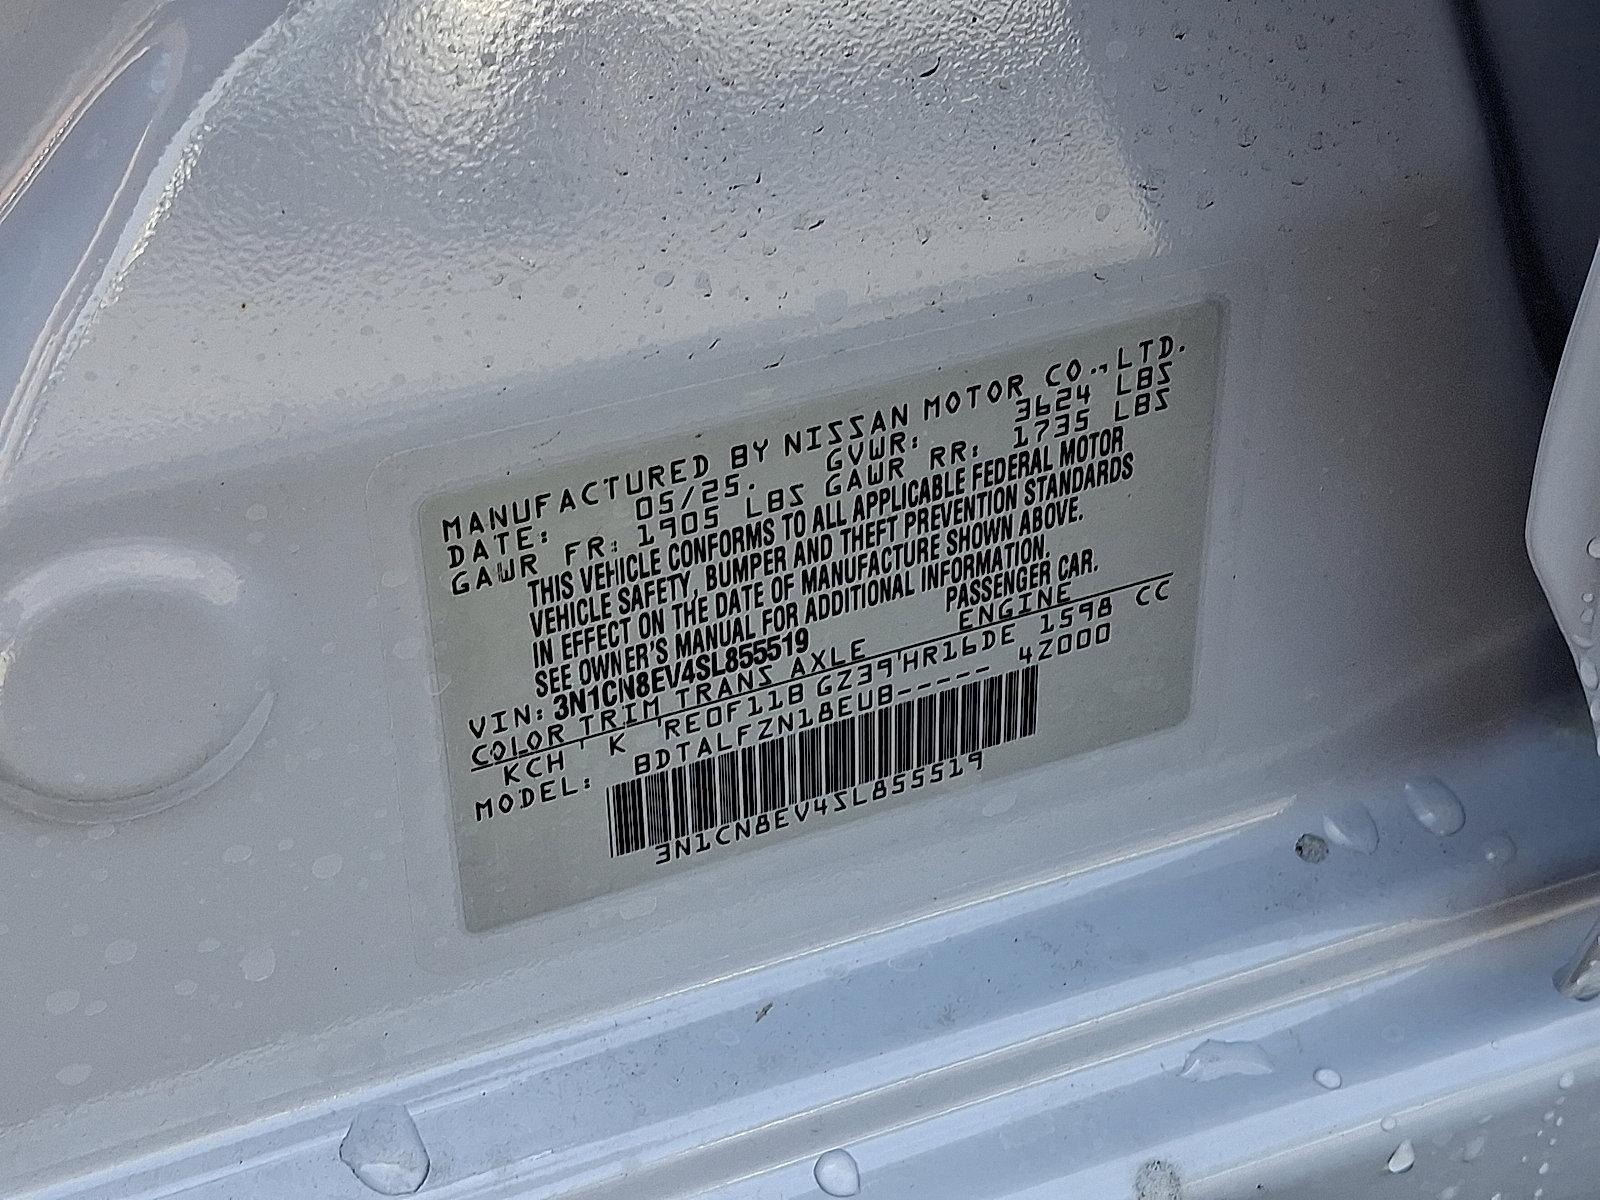 MANUFACTURED BY NISSAN MOTOR CO., LTD.
DATE: 05/25. GVWR: 3624 LBS
GAWR FR: 1905 LBS GAWR RR: 1735 LBS
THIS VEHICLE CONFORMS TO ALL APPLICABLE FEDERAL MOTOR
VEHICLE SAFETY, BUMPER AND THEFT PREVENTION STANDARDS
IN EFFECT ON THE DATE OF MANUFACTURE SHOWN ABOVE.
SEE OWNER'S MANUAL FOR ADDITIONAL INFORMATION.
VIN: 3N1CN8EV4SL855519 PASSENGER CAR.
COLOR TRIM TRANS AXLE ENGINE
KCH K RE0F11B GZ39 HR16DE 1598 CC
MODEL: BDTALFZN18EUB----- 4Z000
3N1CN8EV4SL855519